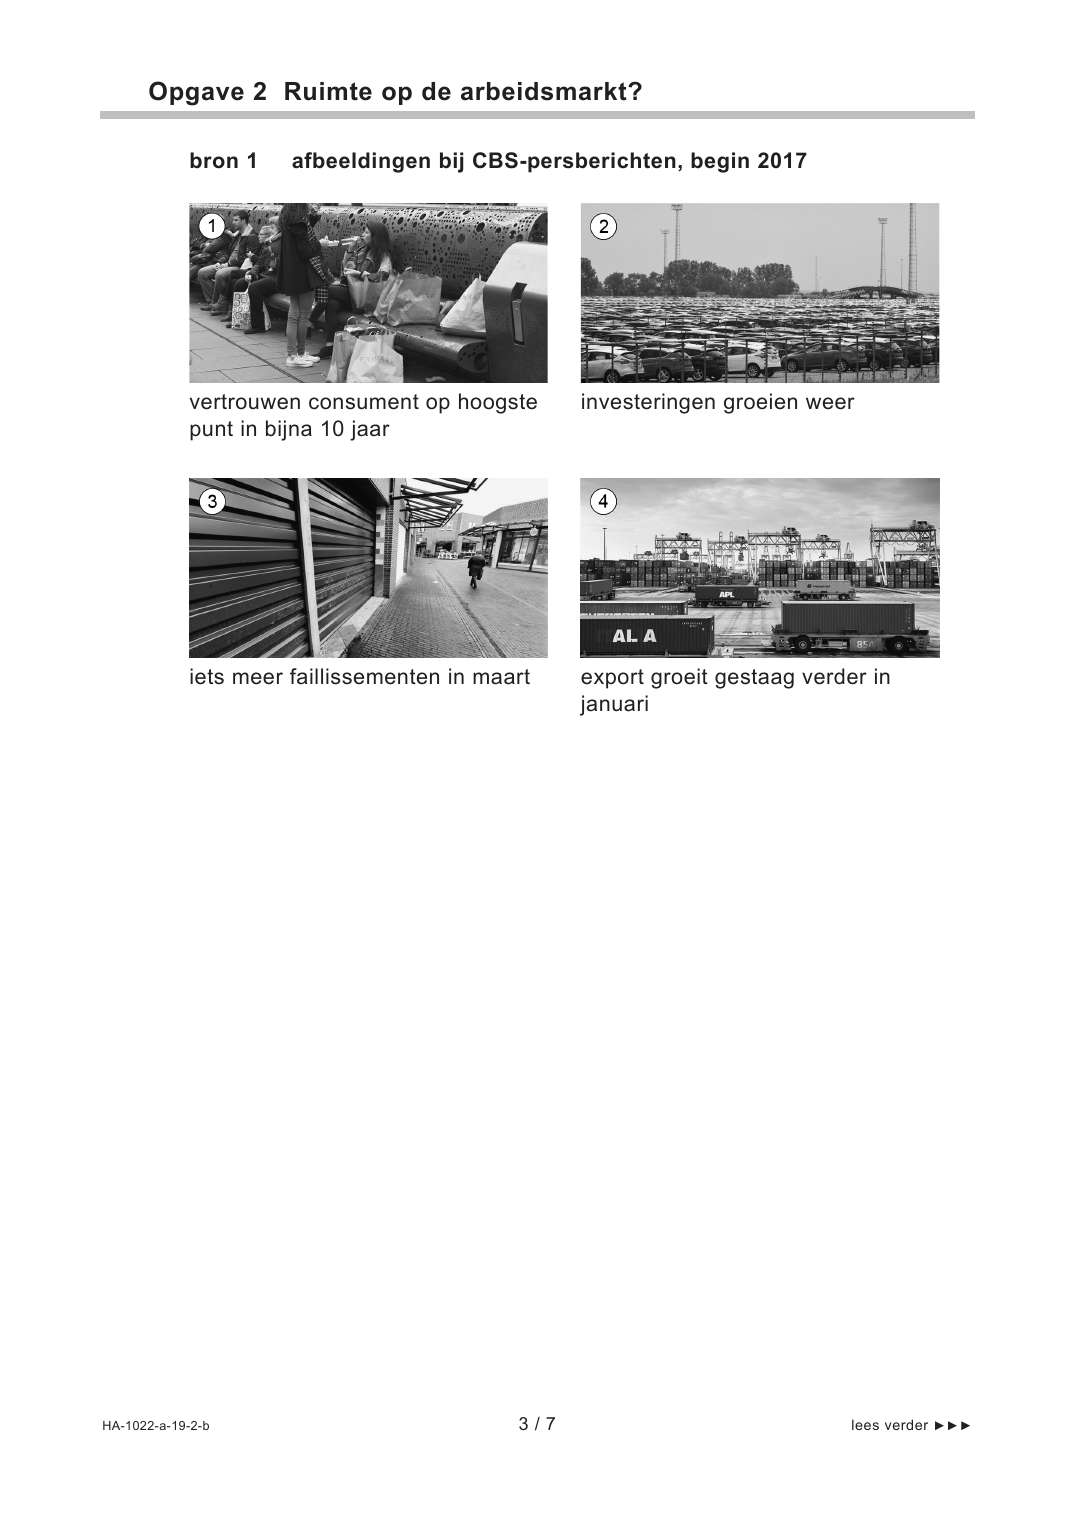 Opgave 2 Ruimte op de arbeidsmarkt?
bron 1 afbeeldingen bij CBS-persberichten, begin 2017
1
2
vertrouwen consument op hoogste
punt in bijna 10 jaar
investeringen groeien weer
3
4
APL
AL A
850
iets meer faillissementen in maart
export groeit gestaag verder in
januari
HA-1022-a-19-2-b
3 / 7
lees verder ►►►